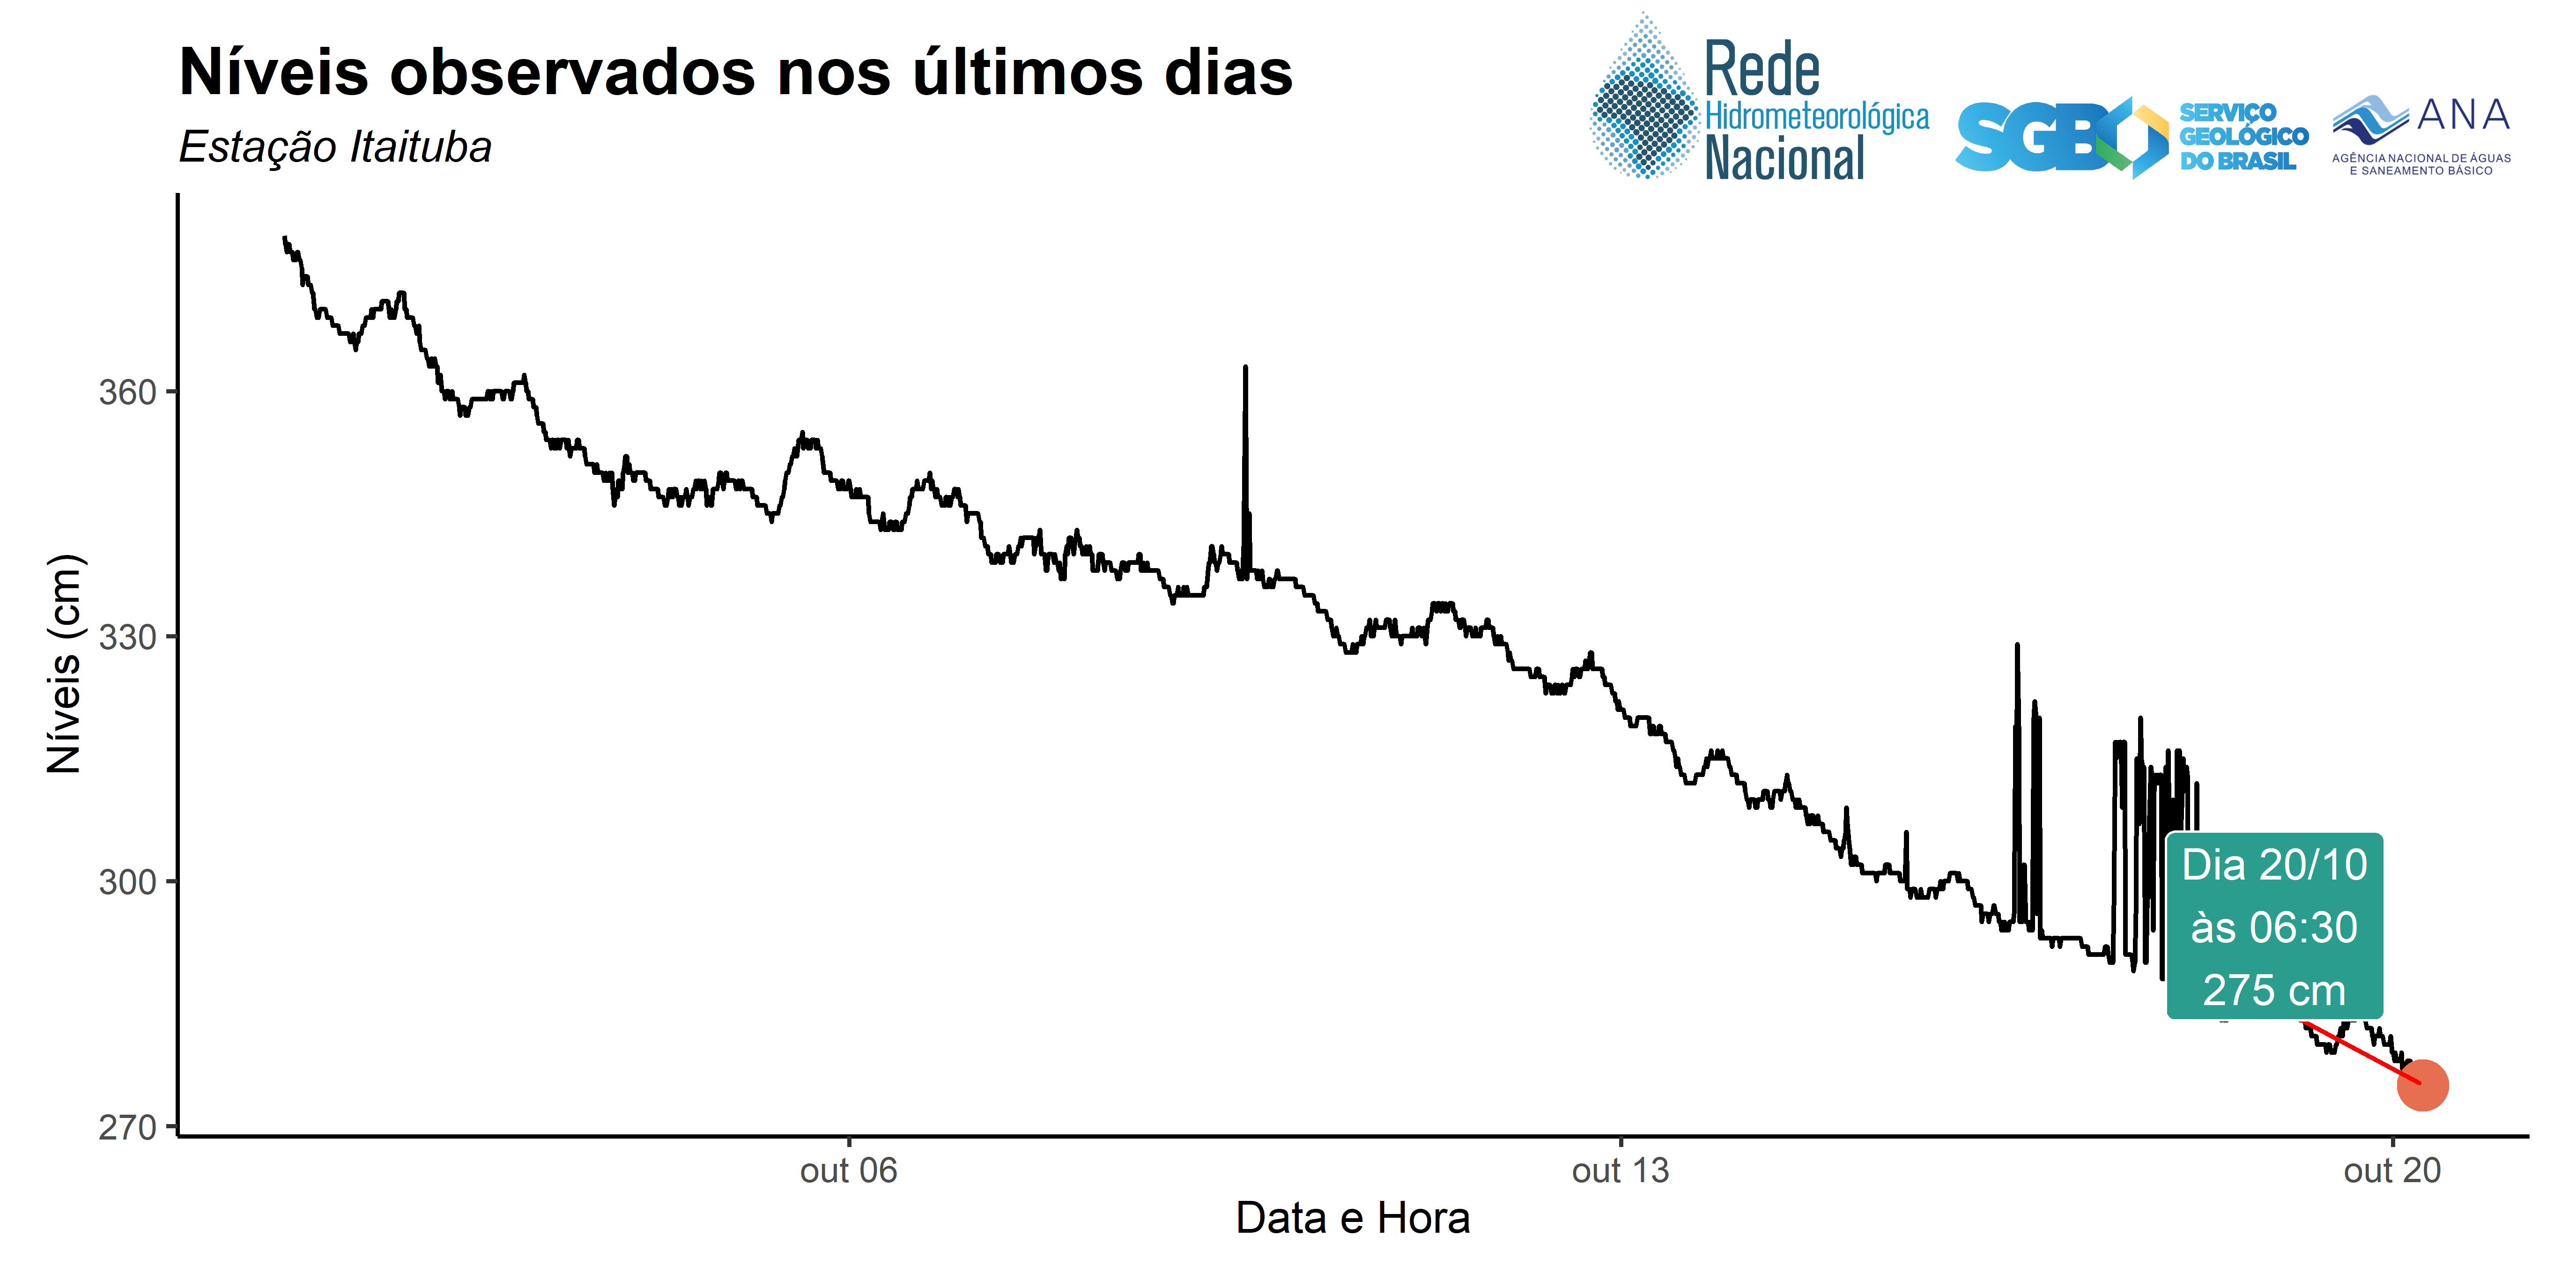 Níveis observados nos últimos dias
Estação Itaituba
Rede
Hidrometeorológica
Nacional
SGB
SERVIÇO
GEOLÓGICO
DO BRASIL
ANA
AGÊNCIA NACIONAL DE ÁGUAS
E SANEAMENTO BÁSICO
Níveis (cm)
360
330
300
270
Dia 20/10
às 06:30
275 cm
out 06
out 13
out 20
Data e Hora